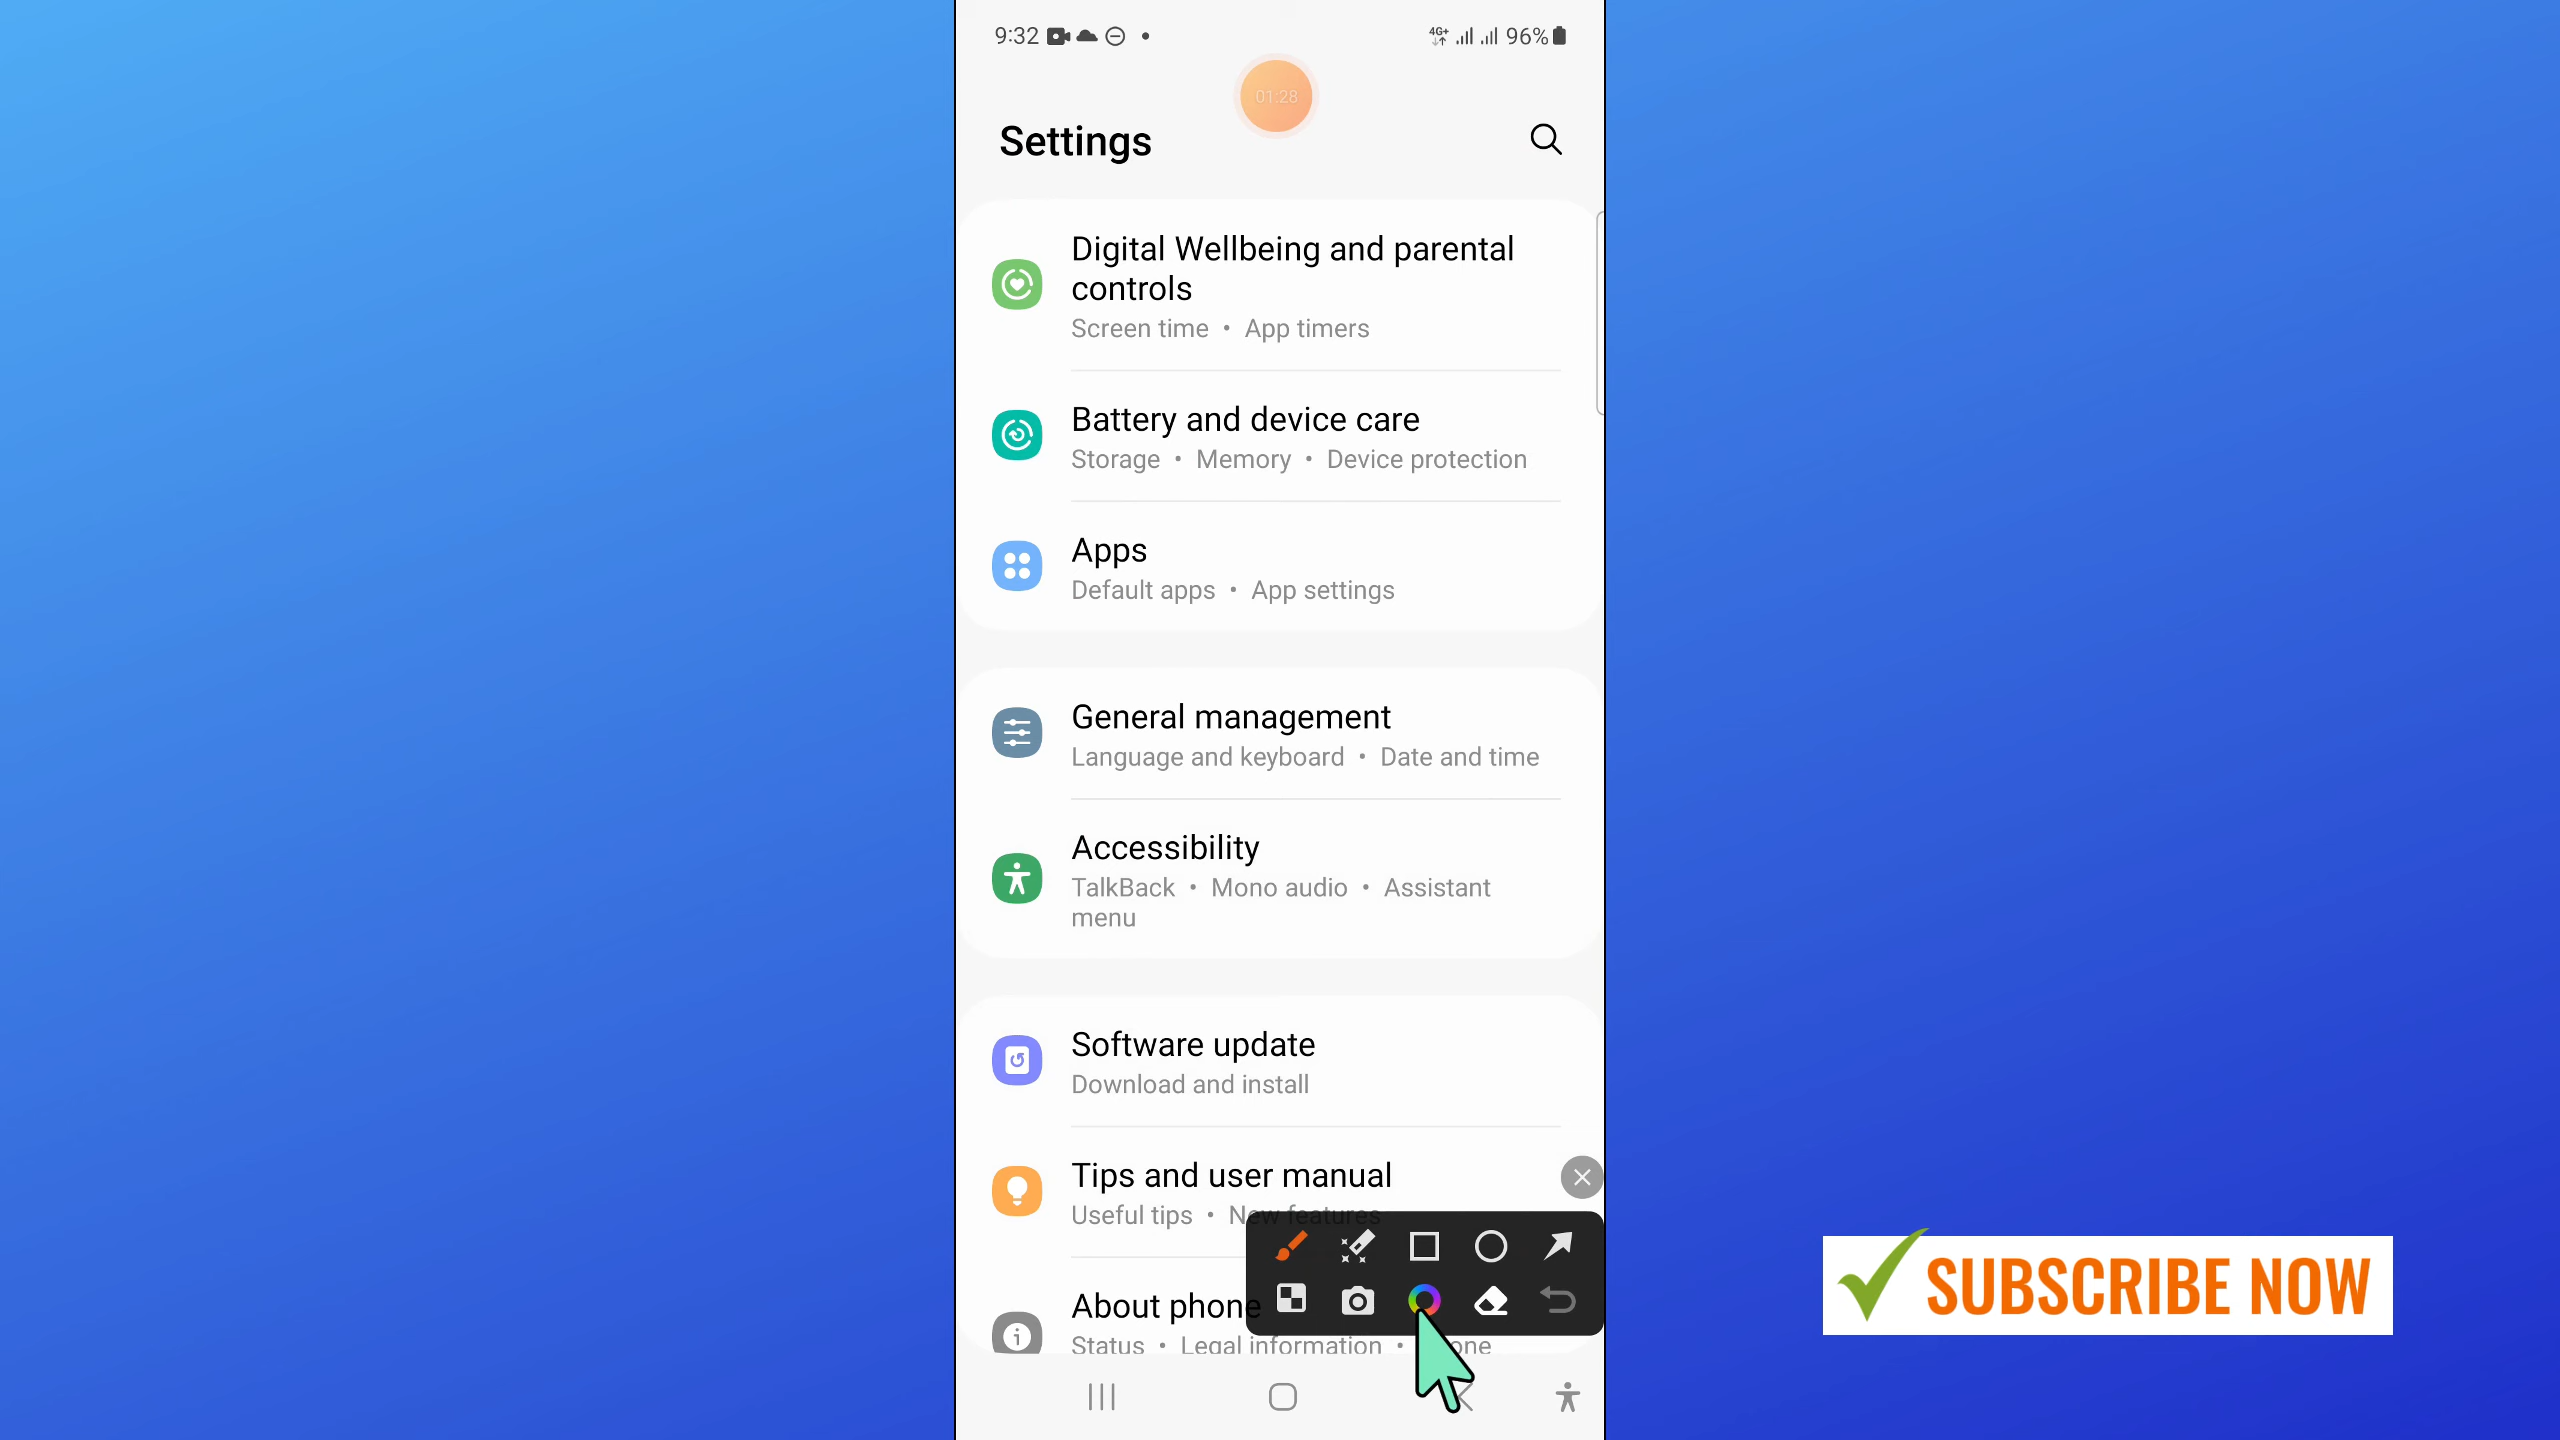 9:32
4G+
96%
01:28
Settings
Digital Wellbeing and parental
controls
Screen time • App timers
Battery and device care
Storage • Memory • Device protection
Apps
Default apps • App settings
General management
Language and keyboard • Date and time
Accessibility
TalkBack • Mono audio • Assistant
menu
Software update
Download and install
Tips and user manual
Useful tips • New features
About phone
Status • Legal information •
SUBSCRIBE NOW